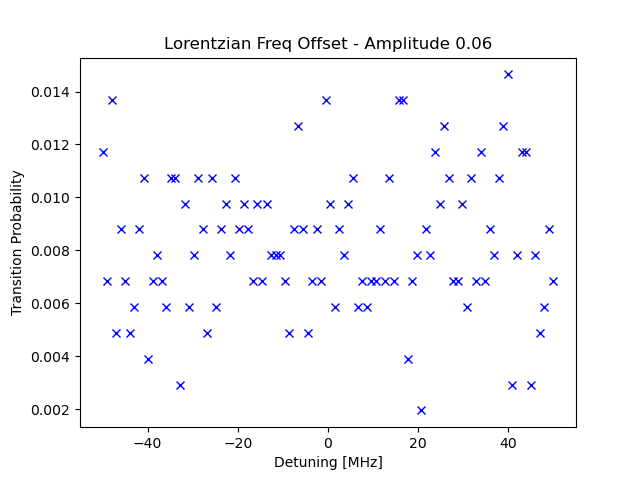 Lorentzian Freq Offset - Amplitude 0.06
Transition Probability
0.014
0.012
0.010
0.008
0.006
0.004
0.002
−40 −20 0 20 40
Detuning [MHz]